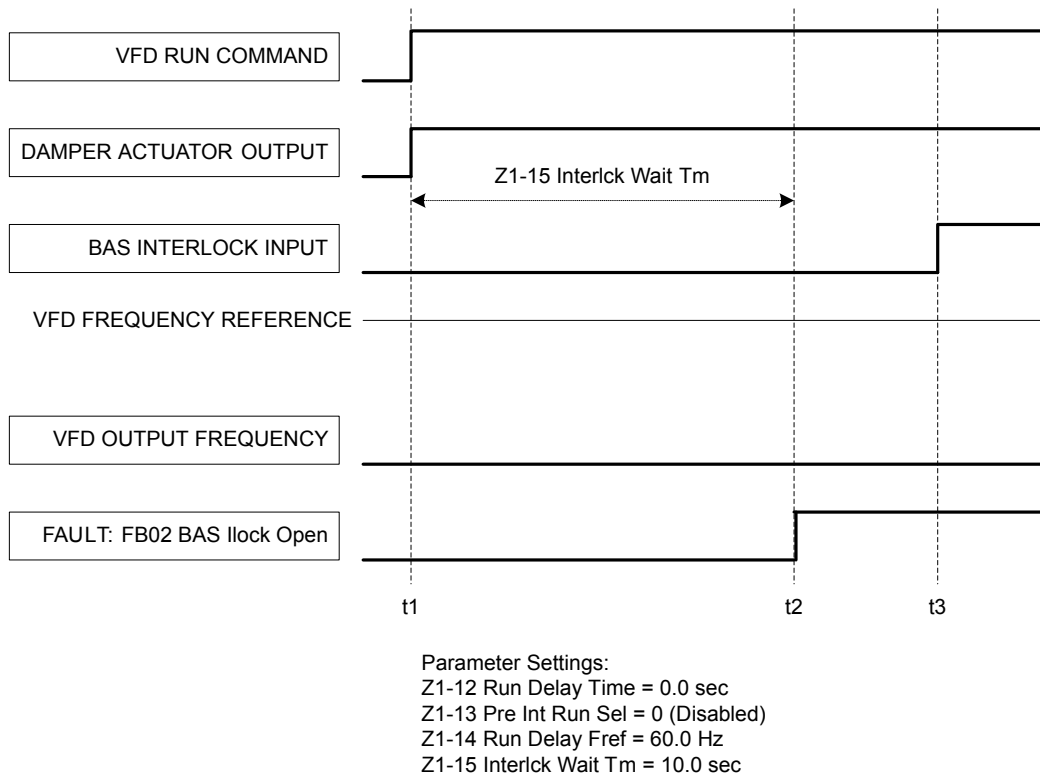 VFD RUN COMMAND
DAMPER ACTUATOR OUTPUT
Z1-15 Interlck Wait Tm
BAS INTERLOCK INPUT
VFD FREQUENCY REFERENCE
VFD OUTPUT FREQUENCY
FAULT: FB02 BAS Ilock Open
t1 t2 t3
Parameter Settings:
Z1-12 Run Delay Time = 0.0 sec
Z1-13 Pre Int Run Sel = 0 (Disabled)
Z1-14 Run Delay Fref = 60.0 Hz
Z1-15 Interlck Wait Tm = 10.0 sec